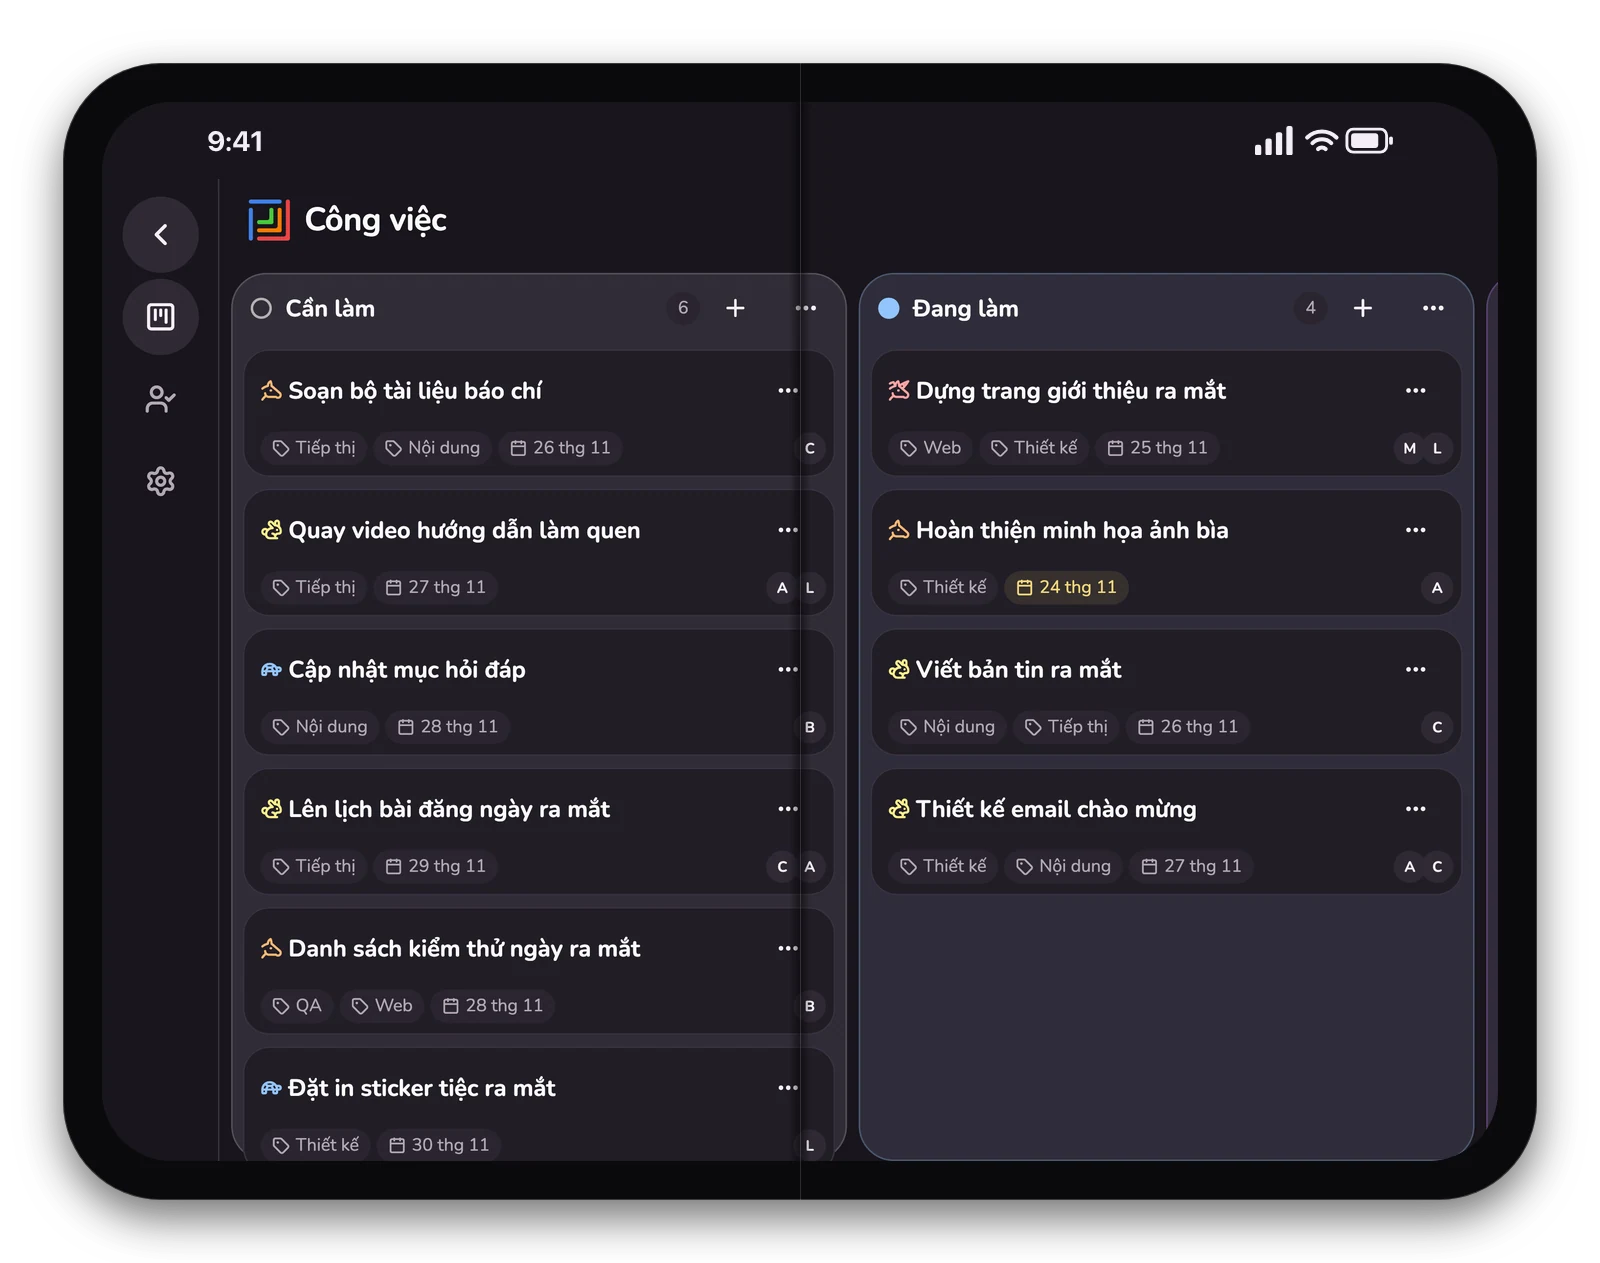 9:41
Công việc
Cần làm
6
Soạn bộ tài liệu báo chí
Tiếp thị Nội dung 26 thg 11 C
Quay video hướng dẫn làm quen
Tiếp thị 27 thg 11 A L
Cập nhật mục hỏi đáp
Nội dung 28 thg 11 B
Lên lịch bài đăng ngày ra mắt
Tiếp thị 29 thg 11 C A
Danh sách kiểm thử ngày ra mắt
QA Web 28 thg 11 B
Đặt in sticker tiệc ra mắt
Thiết kế 30 thg 11 L
Đang làm
4
Dựng trang giới thiệu ra mắt
Web Thiết kế 25 thg 11 M L
Hoàn thiện minh họa ảnh bìa
Thiết kế 24 thg 11 A
Viết bản tin ra mắt
Nội dung Tiếp thị 26 thg 11 C
Thiết kế email chào mừng
Thiết kế Nội dung 27 thg 11 A C